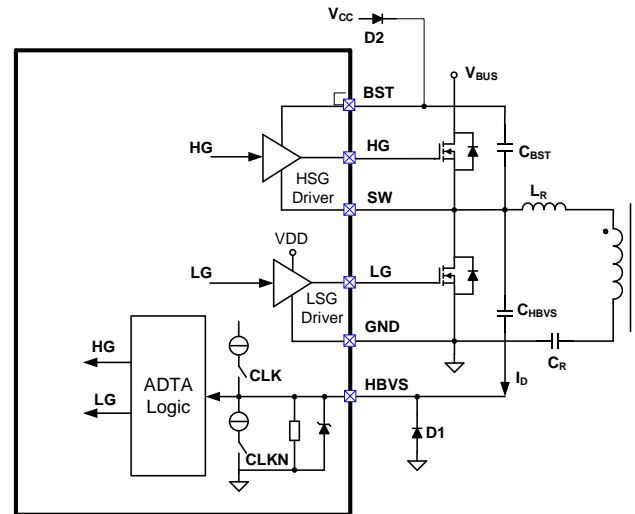 VCC
D2
VBUS
BST
HG
HG
CBST
HSG
Driver
SW
LR
VDD
LG
LG
LSG
Driver
CHBVS
GND
HG
CR
CLK
ID
ADTA
Logic
HBVS
LG
D1
CLKN